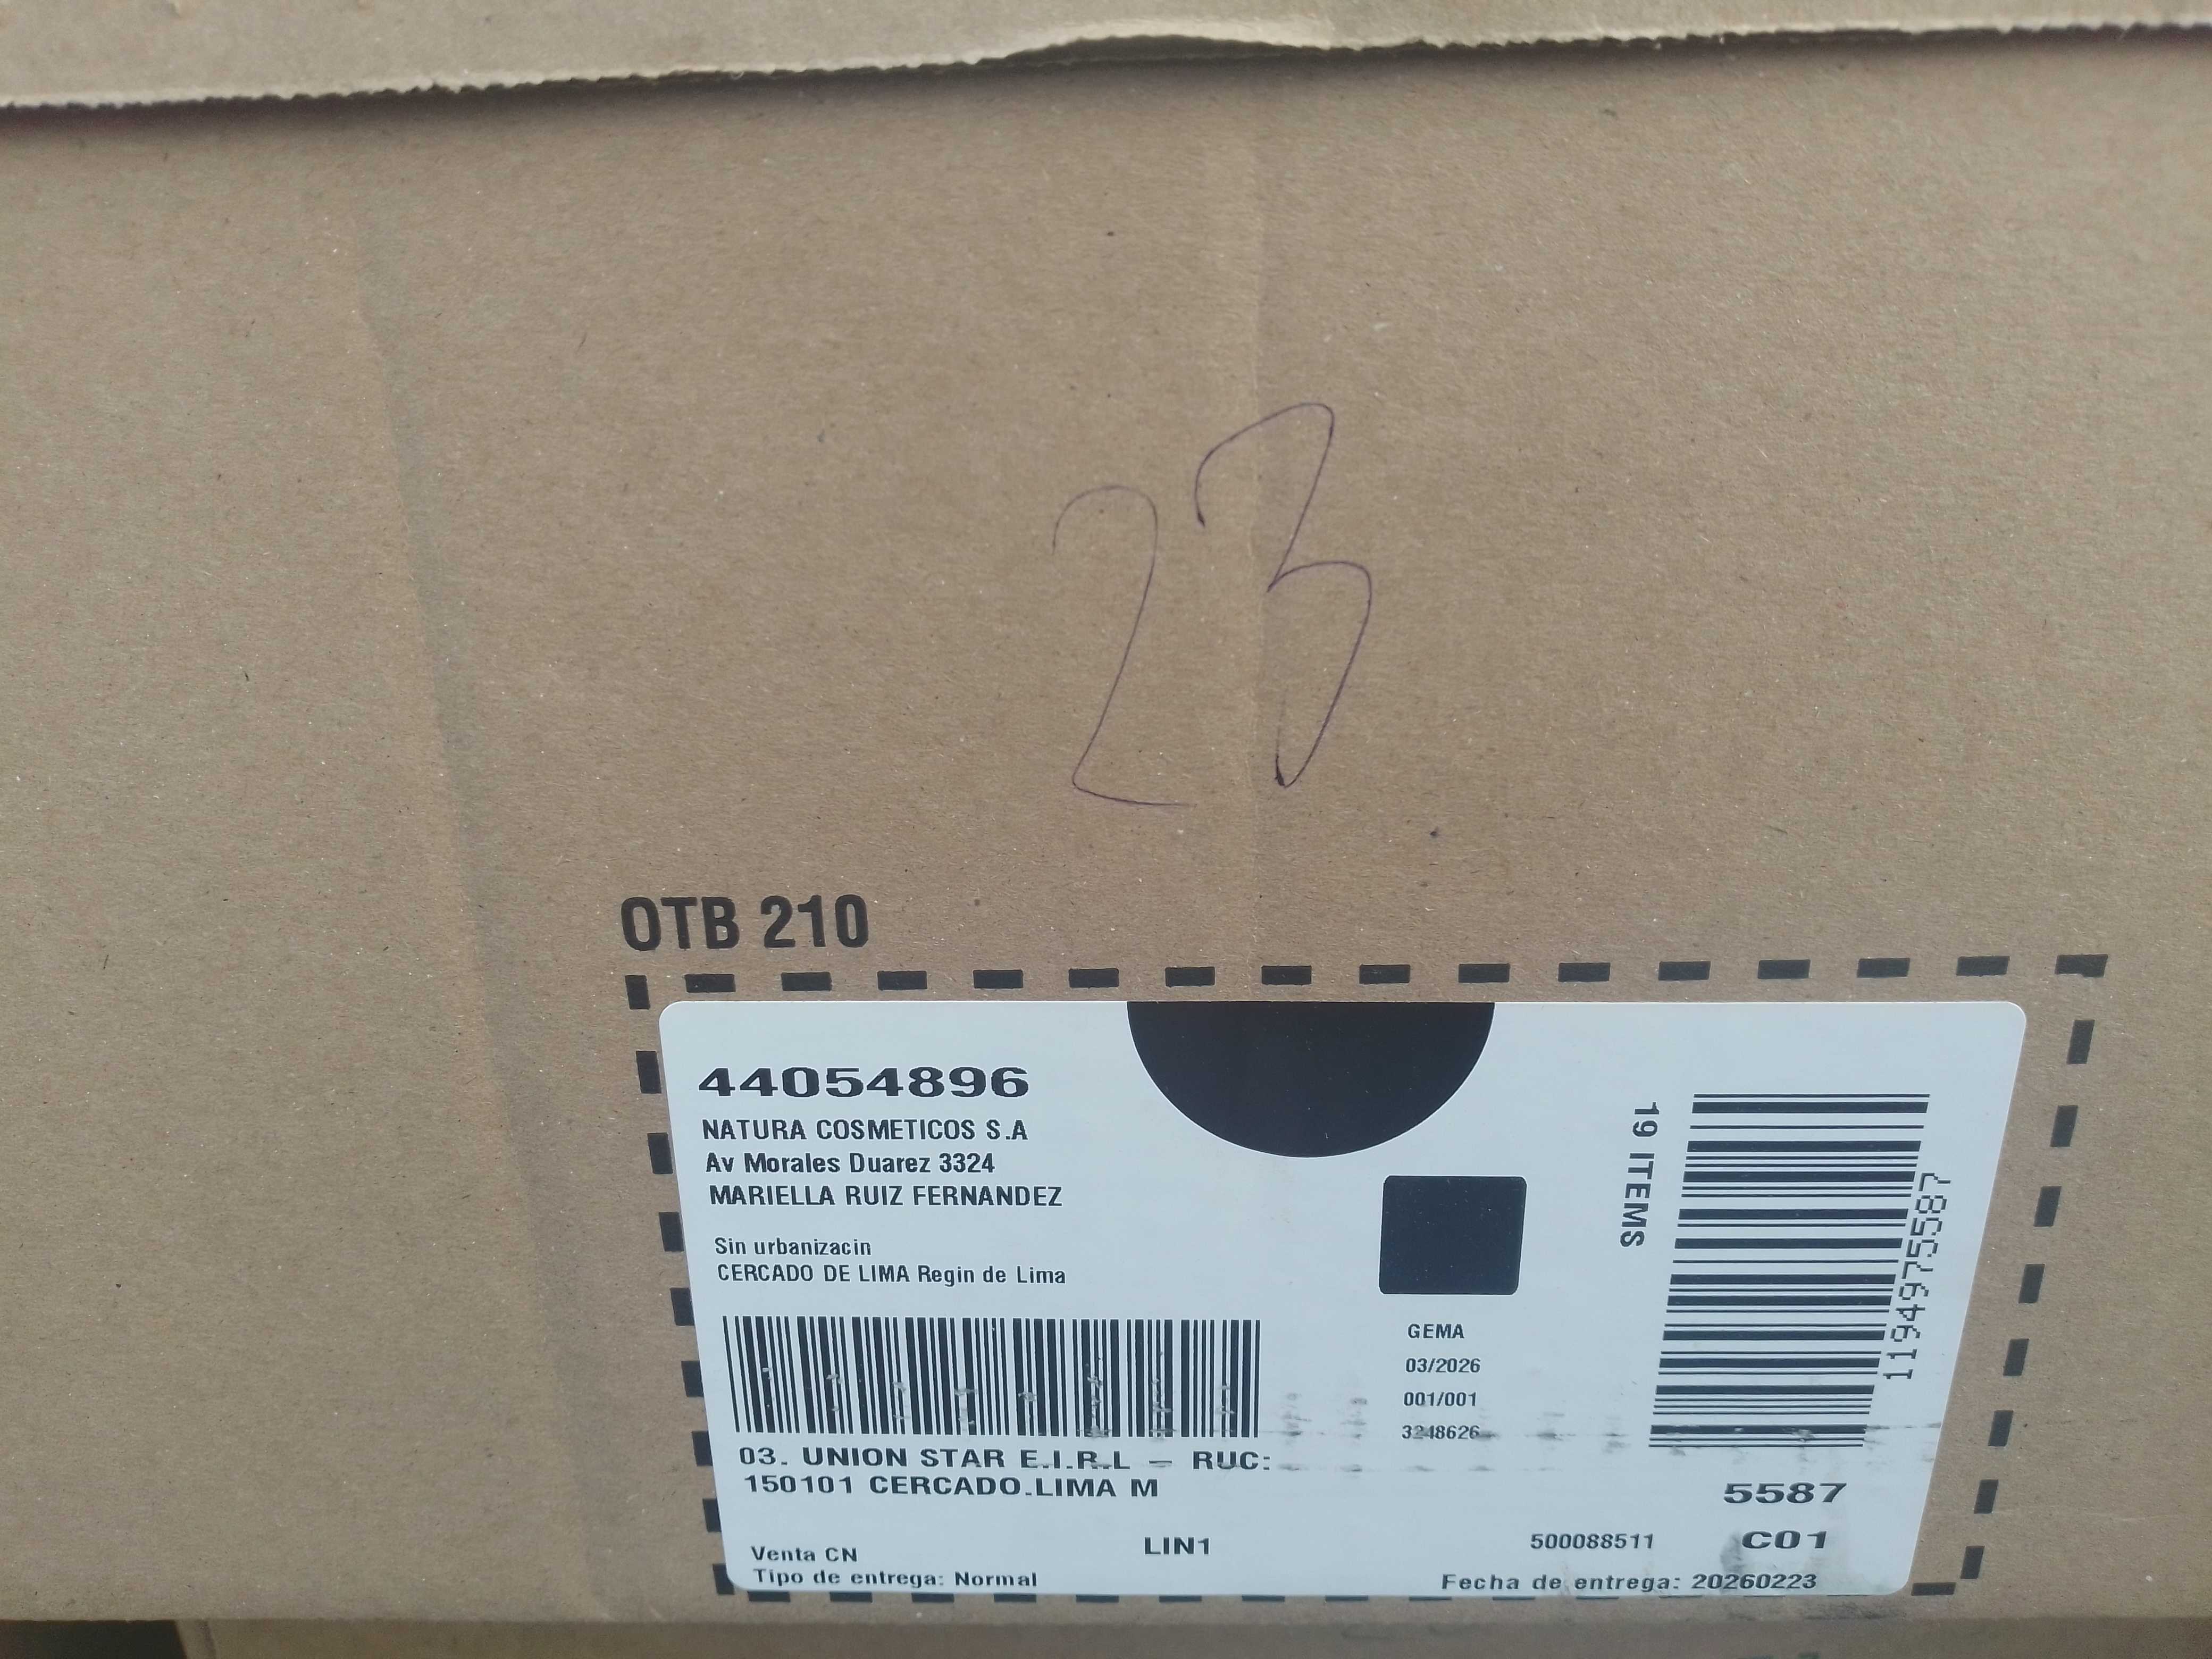 23
OTB 210
44054896
NATURA COSMETICOS S.A
Av Morales Duarez 3324
MARIELLA RUIZ FERNANDEZ
Sin urbanizacin
CERCADO DE LIMA Regin de Lima
19 ITEMS
1194975587
GEMA
03/2026
001/001
3248626
03. UNION STAR E.I.R.L – RUC:
150101 CERCADO.LIMA M
5587
Venta CN
LIN1
500088511
C01
Tipo de entrega: Normal
Fecha de entrega: 20260223